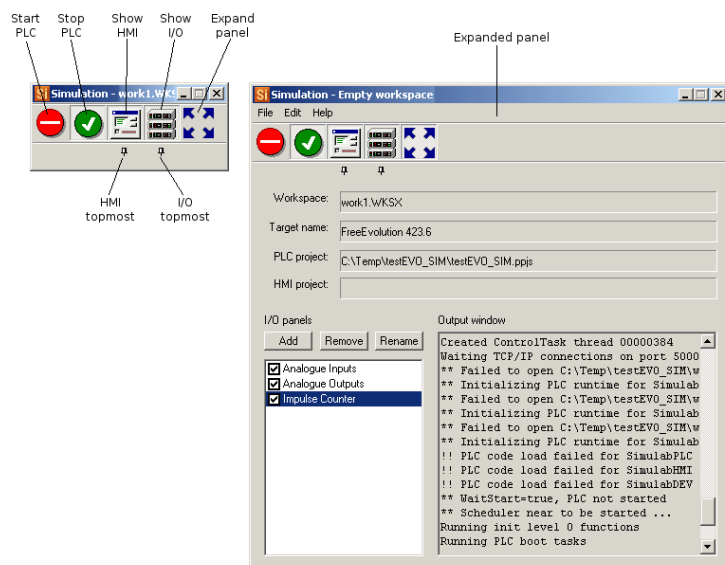 Start PLC
Stop PLC
Show HMI
Show I/O
Expand panel
Expanded panel
Si Simulation - work1.WKS
HMI topmost
I/O topmost
Si Simulation - Empty workspace
File Edit Help
Workspace: work1.WKSX
Target name: FreeEvolution 423.6
PLC project: C:\Temp\testEVO_SIM\testEVO_SIM.ppjs
HMI project:
I/O panels
Add Remove Rename
Analogue Inputs
Analogue Outputs
Impulse Counter
Output window
Created ControlTask thread 00000384
Waiting TCP/IP connections on port 5000
** Failed to open C:\Temp\testEVO_SIM\w
** Initializing PLC runtime for Simulab
** Failed to open C:\Temp\testEVO_SIM\w
** Initializing PLC runtime for Simulab
** Failed to open C:\Temp\testEVO_SIM\w
** Initializing PLC runtime for Simulab
!! PLC code load failed for SimulabPLC
!! PLC code load failed for SimulabHMI
!! PLC code load failed for SimulabDEV
** WaitStart=true, PLC not started
** Scheduler near to be started ...
Running init level 0 functions
Running PLC boot tasks